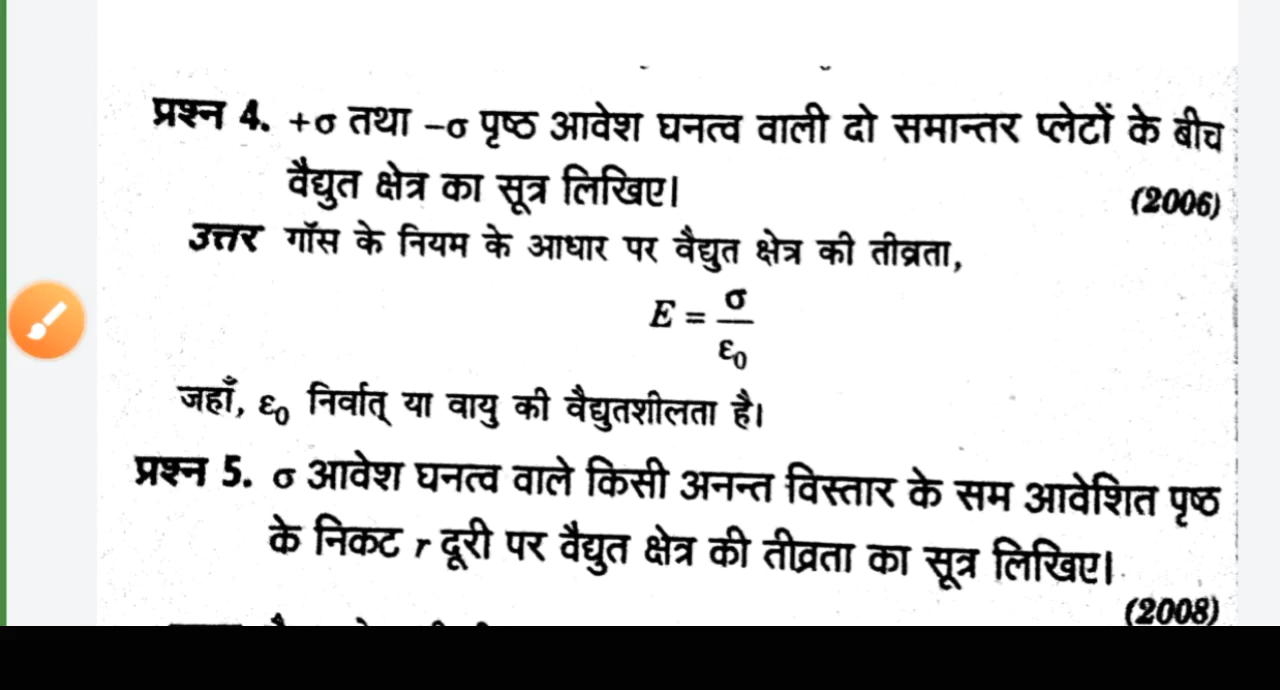 प्रश्न 4. +σ तथा −σ पृष्ठ आवेश घनत्व वाली दो समान्तर प्लेटों के बीच
वैद्युत क्षेत्र का सूत्र लिखिए। (2006)
उत्तर गॉस के नियम के आधार पर वैद्युत क्षेत्र की तीव्रता,
E = σ/ε₀
जहाँ, ε₀ निर्वात् या वायु की वैद्युतशीलता है।
प्रश्न 5. σ आवेश घनत्व वाले किसी अनन्त विस्तार के सम आवेशित पृष्ठ
के निकट r दूरी पर वैद्युत क्षेत्र की तीव्रता का सूत्र लिखिए।
(2008)